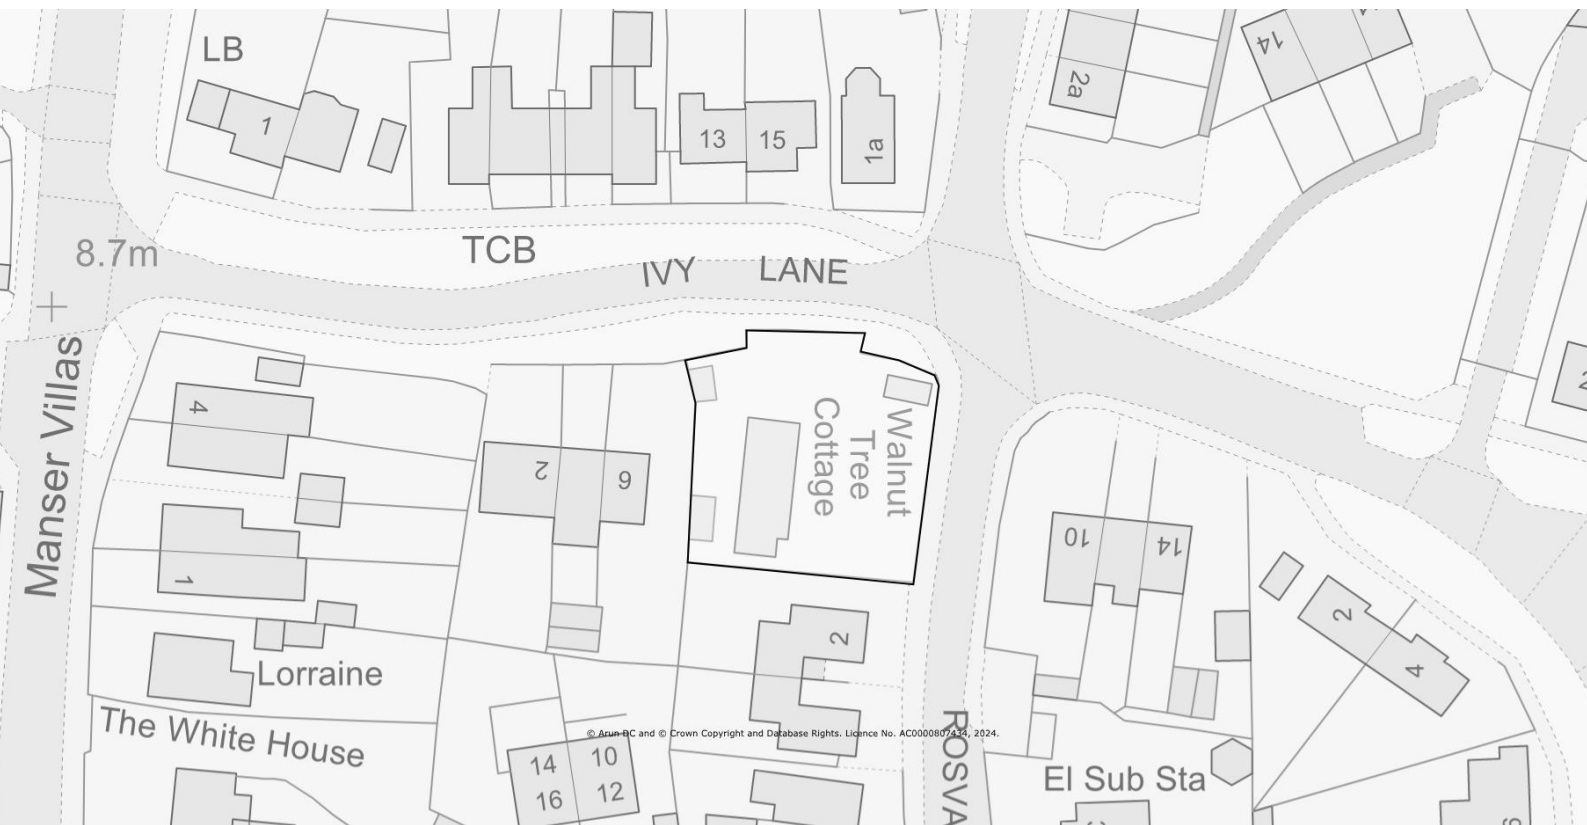 LB
1
13
15
1a
2a
14
8.7m
TCB
IVY LANE
Manser Villas
4
1
2
6
Walnut
Tree
Cottage
10
14
2
2
4
Lorraine
The White House
© Arun DC and © Crown Copyright and Database Rights. Licence No. AC0000807434, 2024.
14
10
16
12
ROSVA
El Sub Sta